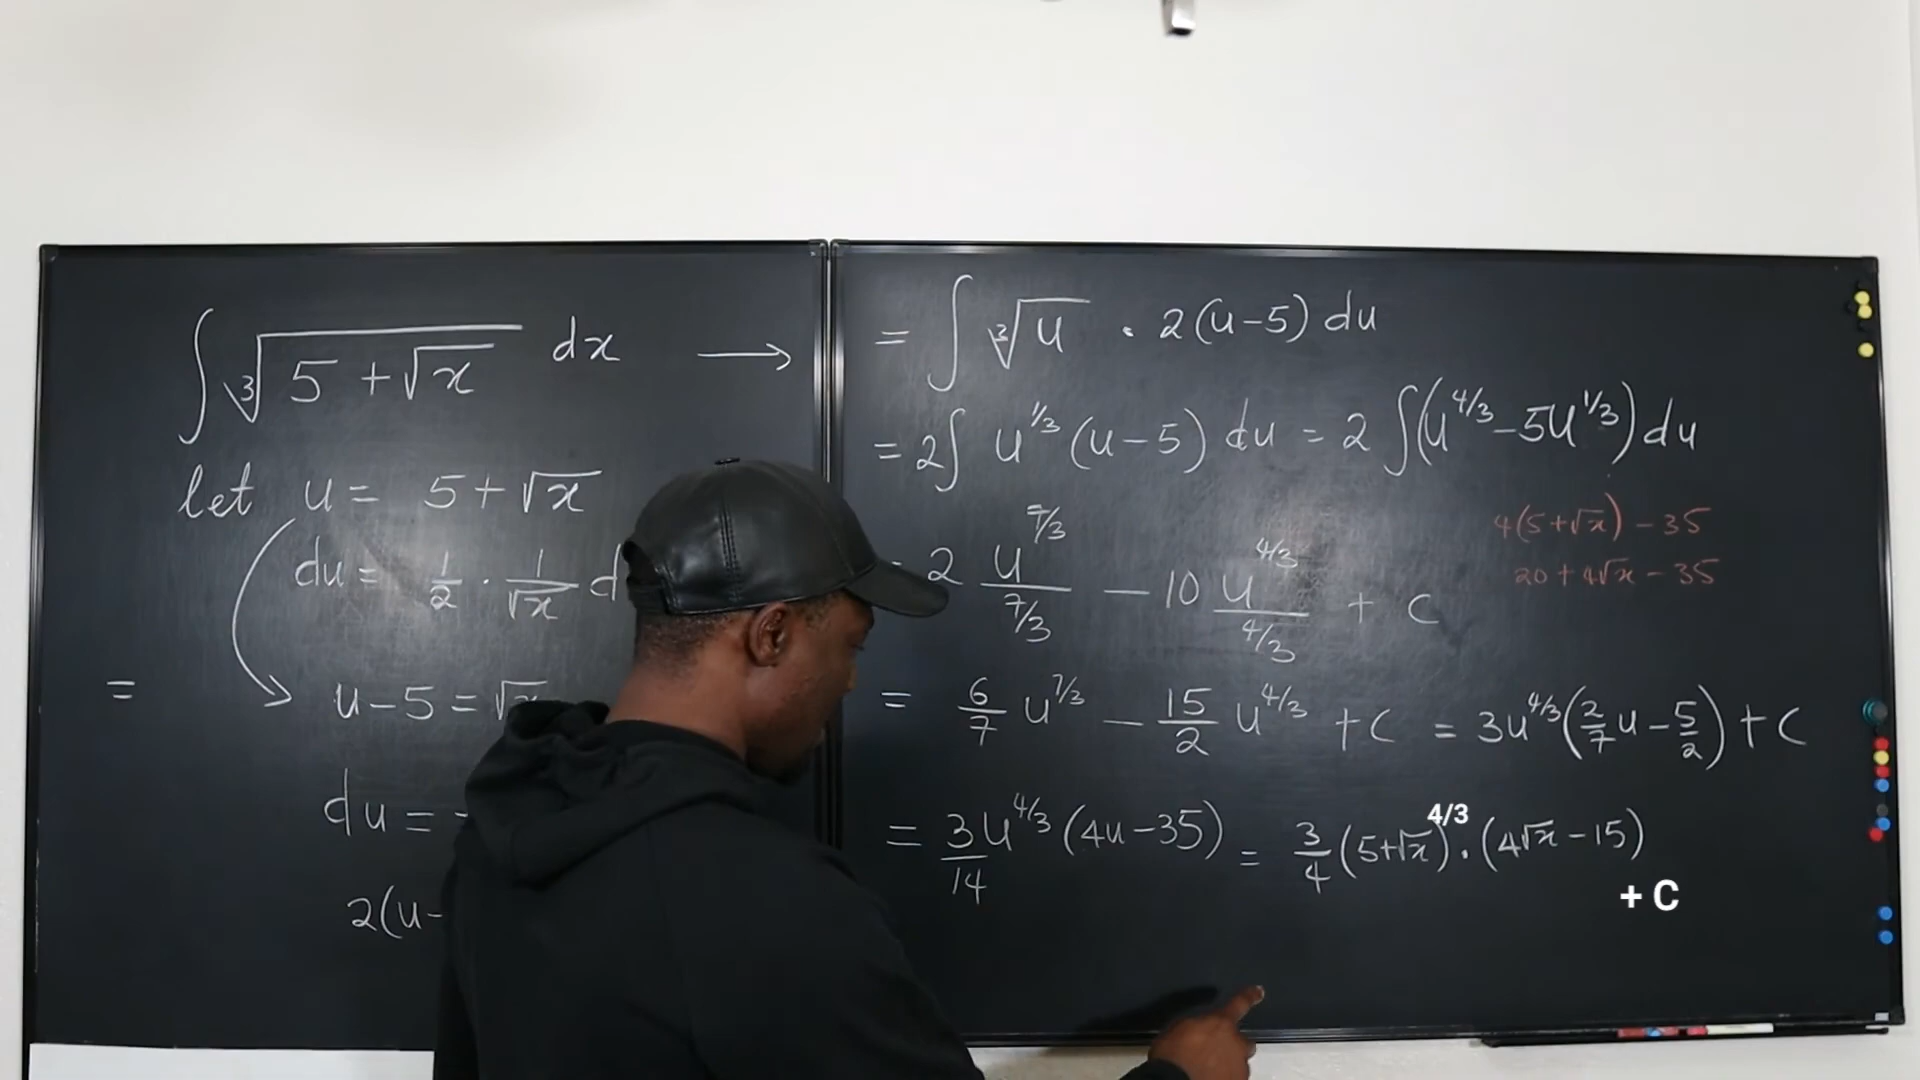 ∫ ∛(5 + √x) dx ⟶
let u = 5 + √x
du = 1/2 · 1/√x d
= u − 5 = √x
du =
2(u −
= ∫ ∛u · 2(u−5) du
= 2∫ u^1/3 (u − 5) du = 2 ∫(u^4/3 − 5u^1/3) du
4(5+√x) − 35
20 + 4√x − 35
= 2 u^7/3 / 7/3 − 10 u^4/3 / 4/3 + c
= 6/7 u^7/3 − 15/2 u^4/3 + c = 3u^4/3 (2/7 u − 5/2) + c
= 3/14 u^4/3 (4u−35) = 3/4 (5+√x)^4/3 · (4√x − 15)
+ C